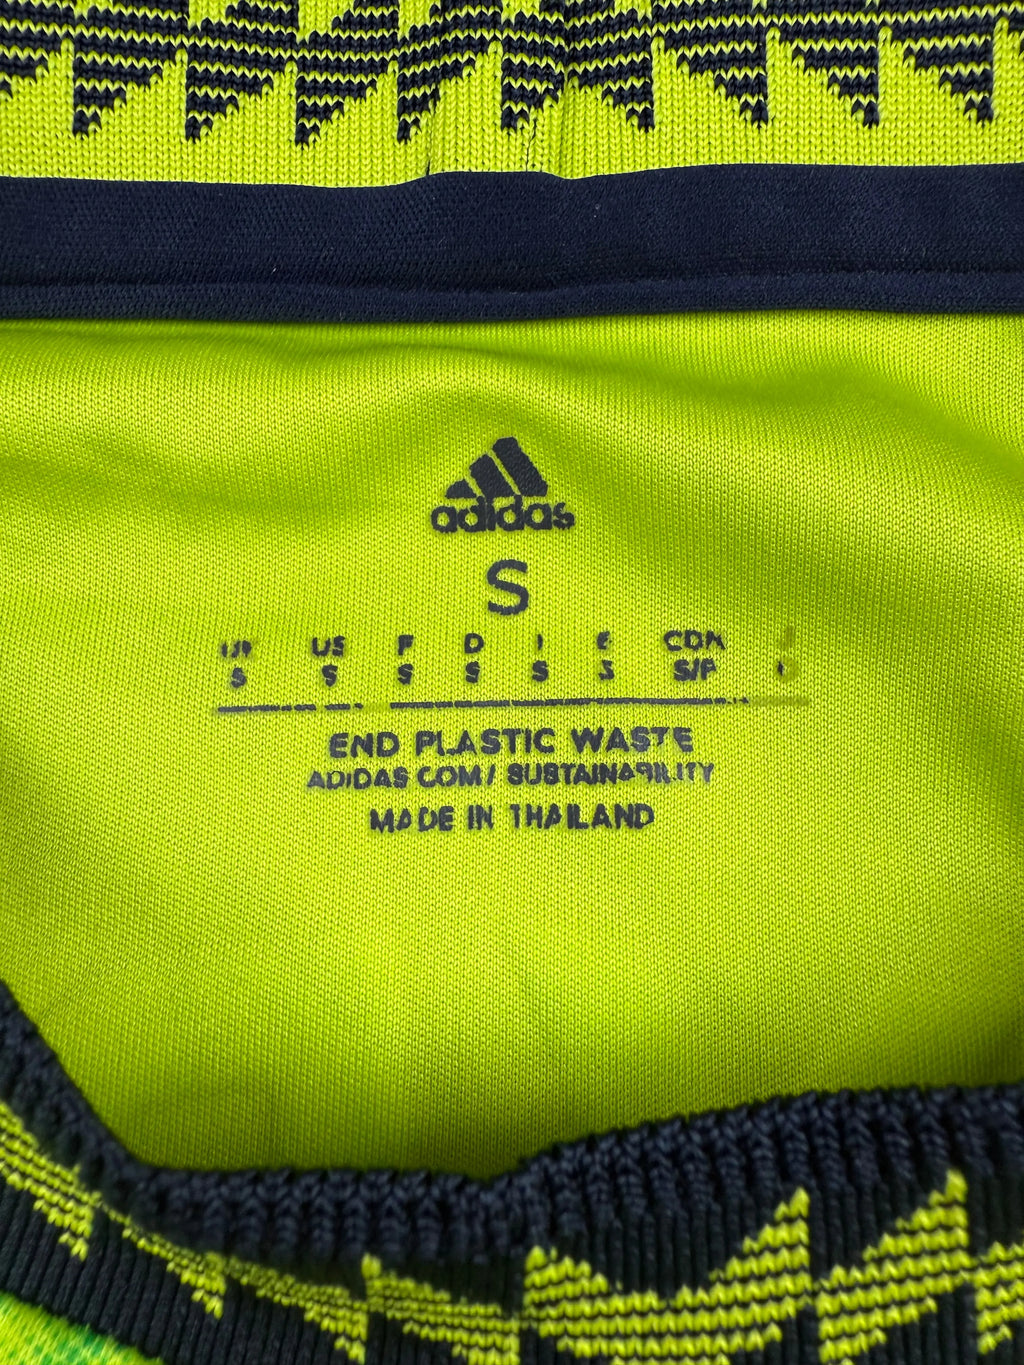 adidas
S
UK US F D I E CDN
S S S S S S S/P
END PLASTIC WASTE
ADIDAS.COM/SUSTAINABILITY
MADE IN THAILAND